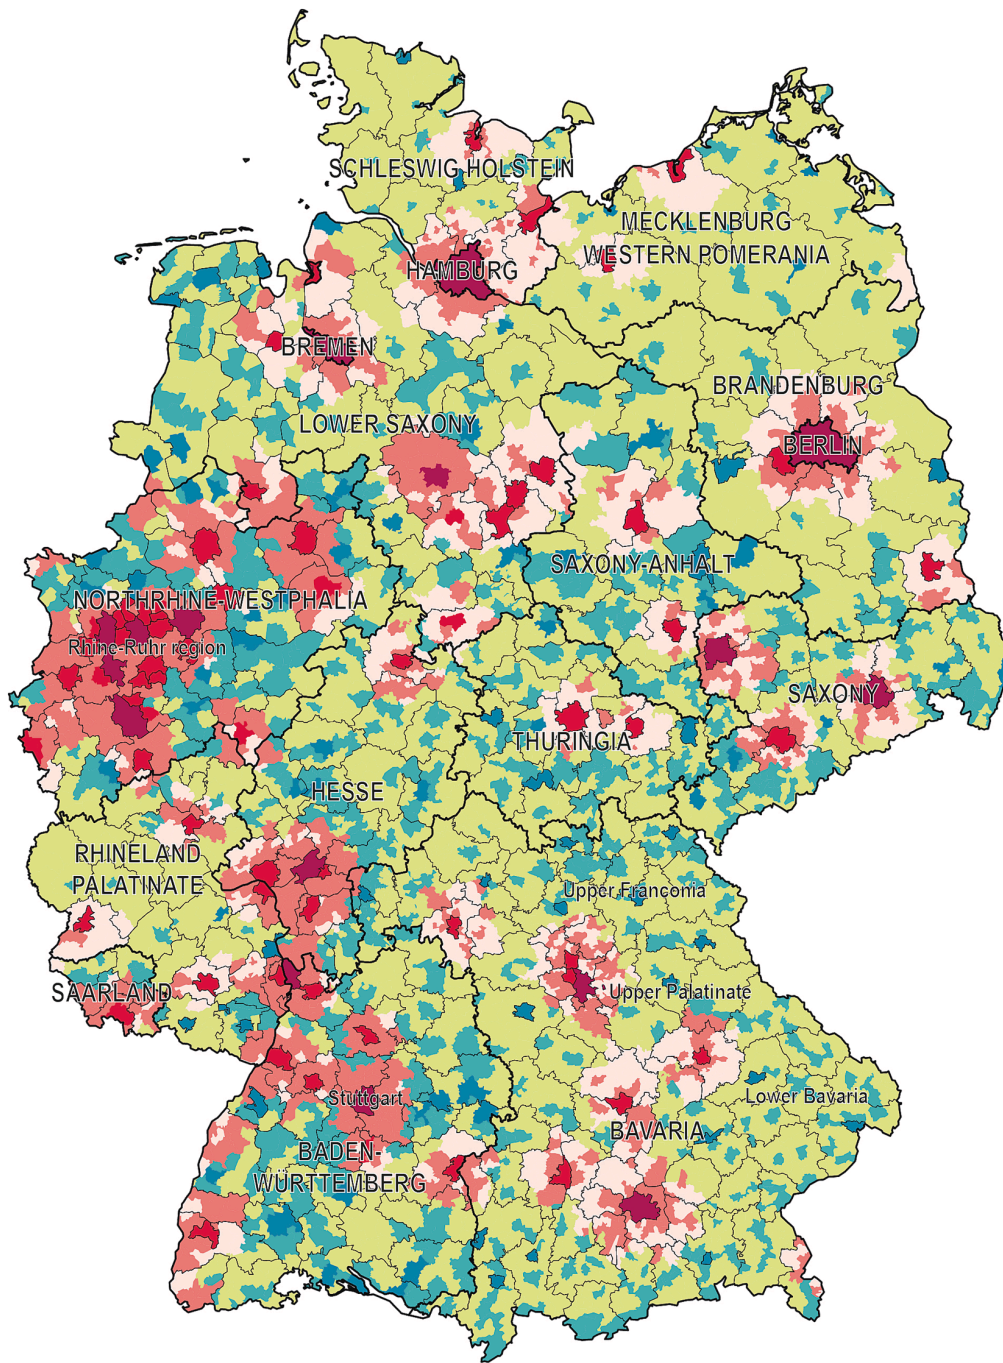 SCHLESWIG-HOLSTEIN
MECKLENBURG
WESTERN POMERANIA
HAMBURG
BREMEN
BRANDENBURG
LOWER SAXONY
BERLIN
SAXONY-ANHALT
NORTHRHINE-WESTPHALIA
Rhine-Ruhr region
SAXONY
THURINGIA
HESSE
RHINELAND
PALATINATE
Upper Franconia
SAARLAND
Upper Palatinate
Stuttgart
Lower Bavaria
BAVARIA
BADEN-
WÜRTTEMBERG